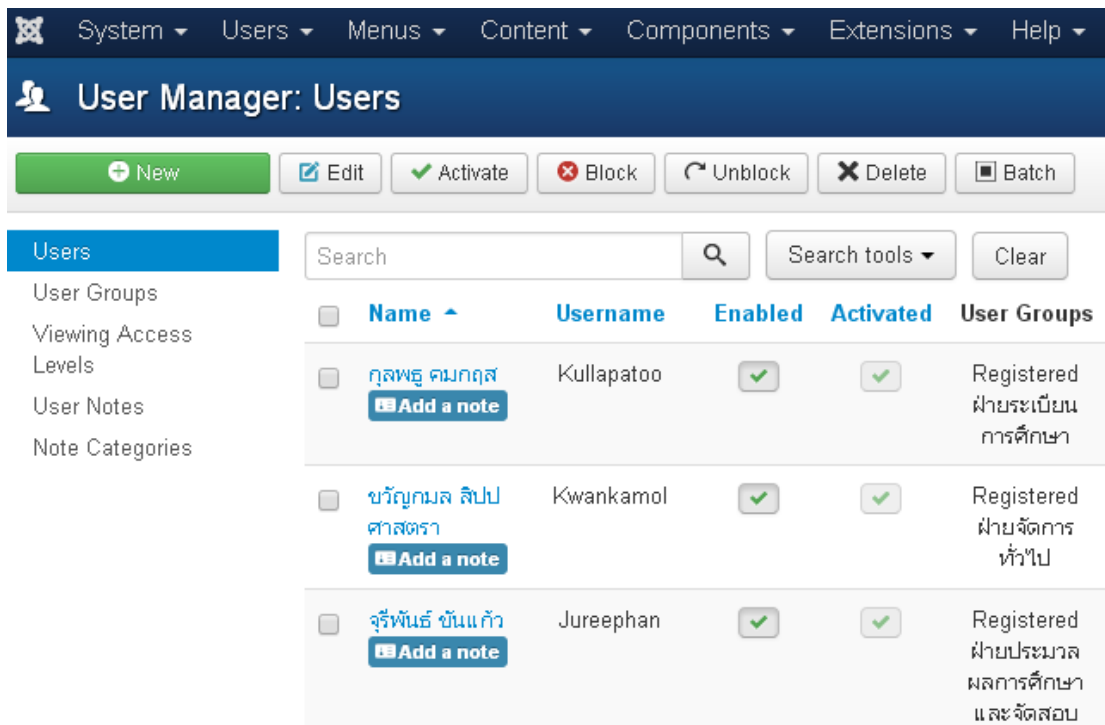 System Users Menus Content Components Extensions Help
User Manager: Users
New Edit Activate Block Unblock Delete Batch
Users
User Groups
Viewing Access
Levels
User Notes
Note Categories
Search Search tools Clear
Name Username Enabled Activated User Groups
กุลพธู คมกฤส Kullapatoo Registered
Add a note ฝ่ายระเบียน
การศึกษา
ขวัญกมล สิปป Kwankamol Registered
ศาสตรา ฝ่ายจัดการ
Add a note ทั่วไป
จุรีพันธ์ ขันแก้ว Jureephan Registered
Add a note ฝ่ายประมวล
ผลการศึกษา
และจัดสอบ